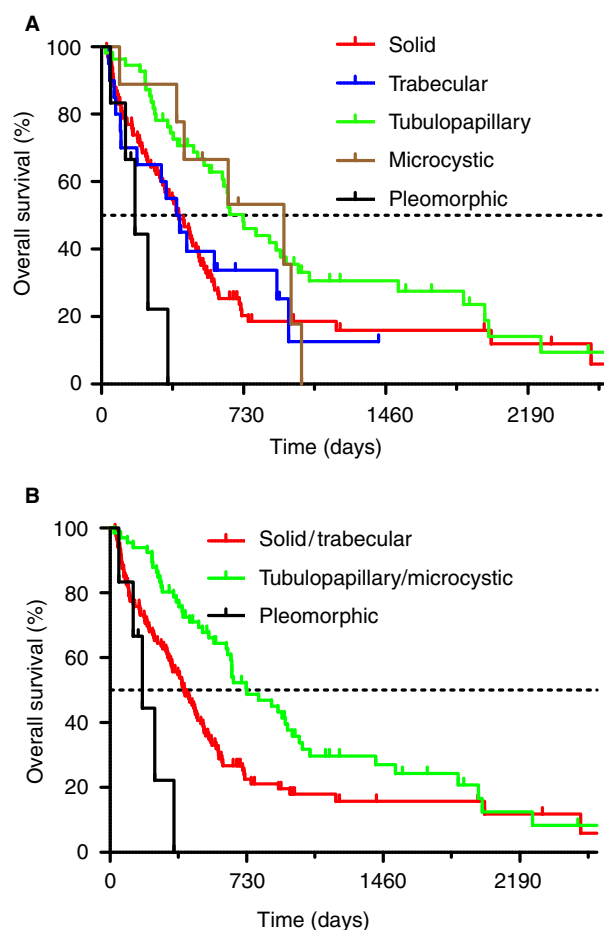 A
100
80
60
40
20
0
Overall survival (%)
Solid
Trabecular
Tubulopapillary
Microcystic
Pleomorphic
0 730 1460 2190
Time (days)
B
100
80
60
40
20
0
Overall survival (%)
Solid/trabecular
Tubulopapillary/microcystic
Pleomorphic
0 730 1460 2190
Time (days)